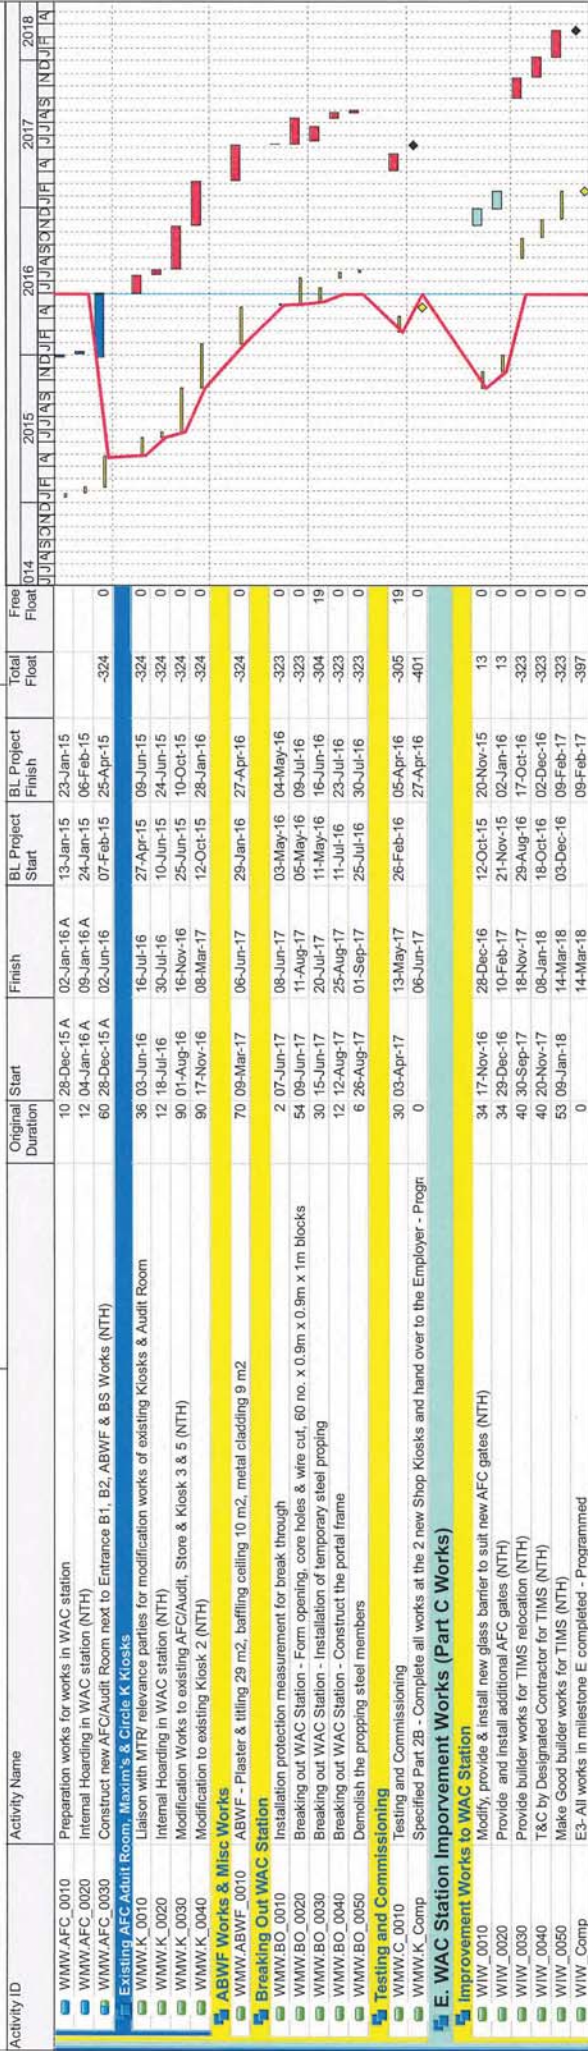 Activity ID Activity Name Original Duration Start Finish BL Project Start BL Project Finish Total Float Free Float
014 2015 2016 2017 2018
J J A S O N D J F A J J A S N D J F A J J A S O N D J F A J J A S N D J F A
WMWV.AFC_0010 Preparation works for works in WAC station 10 28-Dec-15 A 02-Jan-16 A 13-Jan-15 23-Jan-15
WMWV.AFC_0020 Internal Hoarding in WAC station (NTH) 12 04-Jan-16 A 09-Jan-16 A 24-Jan-15 06-Feb-15
WMWV.AFC_0030 Construct new AFC/Audit Room next to Entrance B1, B2, ABWF & BS Works (NTH) 60 28-Dec-15 A 02-Jun-16 07-Feb-15 25-Apr-15 -324 0
Existing AFC Aduit Room, Maxim's & Circle K Kiosks
WMWV.K_0010 Liaison with MTR/ relevance parties for modification works of existing Kiosks & Audit Room 36 03-Jun-16 16-Jul-16 27-Apr-15 09-Jun-15 -324 0
WMWV.K_0020 Internal Hoarding in WAC station (NTH) 12 18-Jul-16 30-Jul-16 10-Jun-15 24-Jun-15 -324 0
WMWV.K_0030 Modification Works to existing AFC/Audit, Store & Kiosk 3 & 5 (NTH) 90 01-Aug-16 16-Nov-16 25-Jun-15 10-Oct-15 -324 0
WMWV.K_0040 Modification to existing Kiosk 2 (NTH) 90 17-Nov-16 08-Mar-17 12-Oct-15 28-Jan-16 -324 0
ABWF Works & Misc Works
WMWV.ABWF_0010 ABWF - Plaster & titling 29 m2, baffling ceiling 10 m2, metal cladding 9 m2 70 09-Mar-17 06-Jun-17 29-Jan-16 27-Apr-16 -324 0
Breaking Out WAC Station
WMWV.BO_0010 Installation protection measurement for break through 2 07-Jun-17 08-Jun-17 03-May-16 04-May-16 -323 0
WMWV.BO_0020 Breaking out WAC Station - Form opening, core holes & wire cut, 60 no. x 0.9m x 0.9m x 1m blocks 54 09-Jun-17 11-Aug-17 05-May-16 09-Jul-16 -323 0
WMWV.BO_0030 Breaking out WAC Station - Installation of temporary steel proping 30 15-Jun-17 20-Jul-17 11-May-16 16-Jun-16 -304 19
WMWV.BO_0040 Breaking out WAC Station - Construct the portal frame 12 12-Aug-17 25-Aug-17 11-Jul-16 23-Jul-16 -323 0
WMWV.BO_0050 Demolish the propping steel members 6 26-Aug-17 01-Sep-17 25-Jul-16 30-Jul-16 -323 0
Testing and Commissioning
WMWV.C_0010 Testing and Commissioning 30 03-Apr-17 13-May-17 26-Feb-16 05-Apr-16 -305 19
WMWV.K_Comp Specified Part 2B - Complete all works at the 2 new Shop Kiosks and hand over to the Employer - Progri 0 06-Jun-17 27-Apr-16 -401 0
E. WAC Station Imporvement Works (Part C Works)
Improvement Works to WAC Station
WIW_0010 Modify, provide & install new glass barrier to suit new AFC gates (NTH) 34 17-Nov-16 28-Dec-16 12-Oct-15 20-Nov-15 13 0
WIW_0020 Provide and install additional AFC gates (NTH) 34 29-Dec-16 10-Feb-17 21-Nov-15 02-Jan-16 13 0
WIW_0030 Provide builder works for TIMS relocation (NTH) 40 30-Sep-17 18-Nov-17 29-Aug-16 17-Oct-16 -323 0
WIW_0040 T&C by Designated Contractor for TIMS (NTH) 40 20-Nov-17 08-Jan-18 18-Oct-16 02-Dec-16 -323 0
WIW_0050 Make Good builder works for TIMS (NTH) 53 09-Jan-18 14-Mar-18 03-Dec-16 09-Feb-17 -323 0
WIW_Comp E3- All works in milestone E completed - Programmed 0 14-Mar-18 09-Feb-17 -397 0